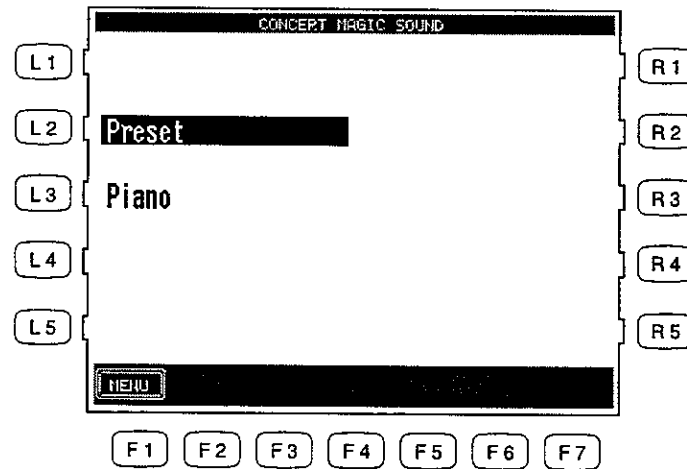 CONCERT MAGIC SOUND
L1 R1
L2 Preset R2
L3 Piano R3
L4 R4
L5 R5
MENU
F1 F2 F3 F4 F5 F6 F7